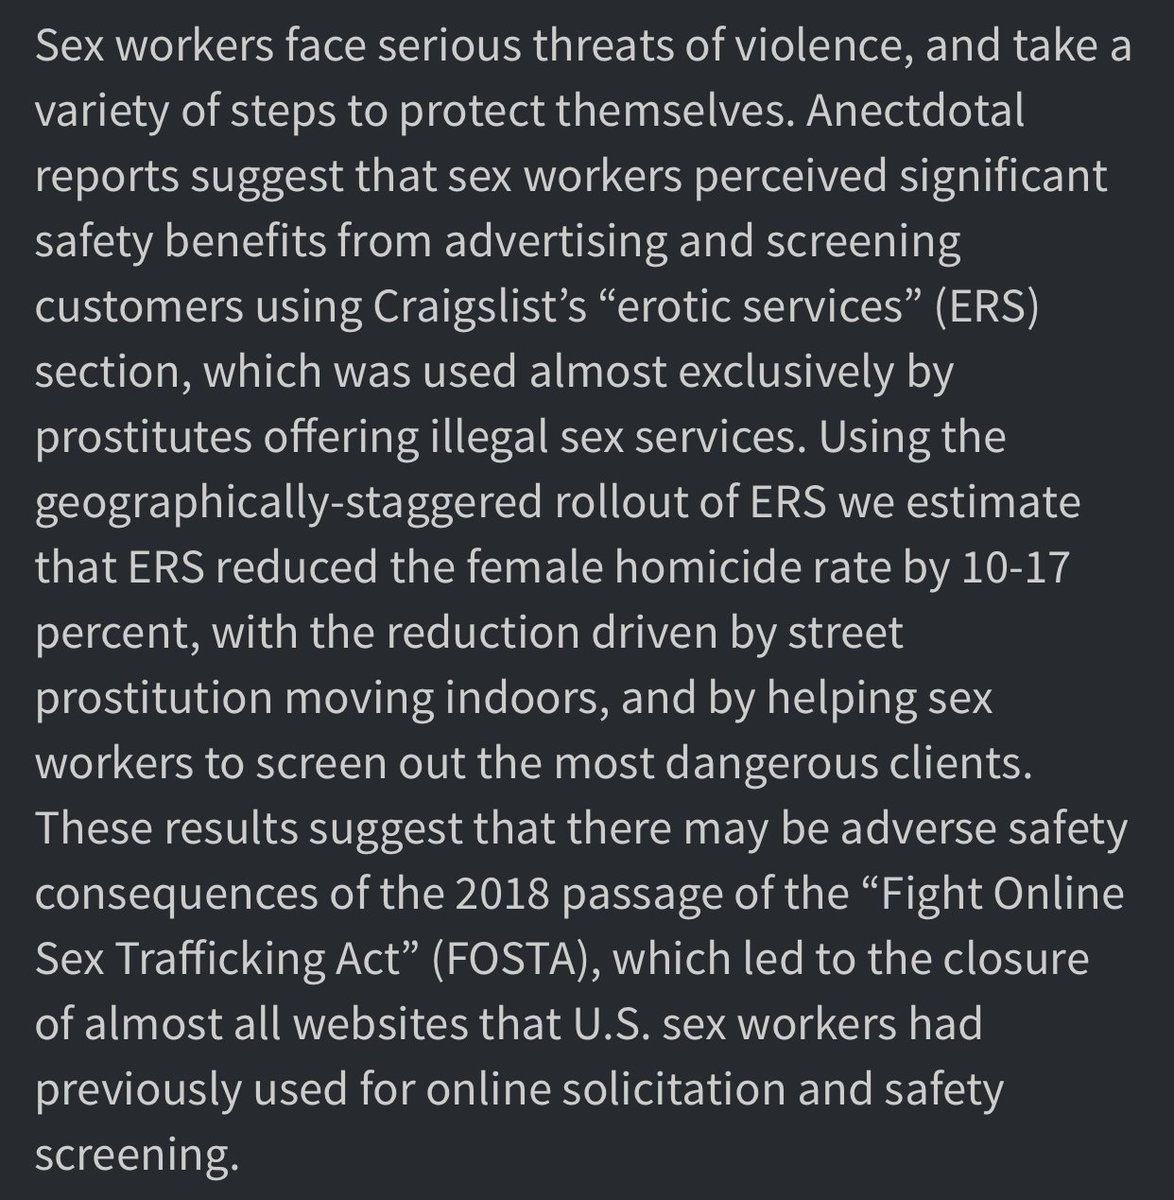 Sex workers face serious threats of violence, and take a
variety of steps to protect themselves. Anectdotal
reports suggest that sex workers perceived significant
safety benefits from advertising and screening
customers using Craigslist’s “erotic services” (ERS)
section, which was used almost exclusively by
prostitutes offering illegal sex services. Using the
geographically-staggered rollout of ERS we estimate
that ERS reduced the female homicide rate by 10-17
percent, with the reduction driven by street
prostitution moving indoors, and by helping sex
workers to screen out the most dangerous clients.
These results suggest that there may be adverse safety
consequences of the 2018 passage of the “Fight Online
Sex Trafficking Act” (FOSTA), which led to the closure
of almost all websites that U.S. sex workers had
previously used for online solicitation and safety
screening.